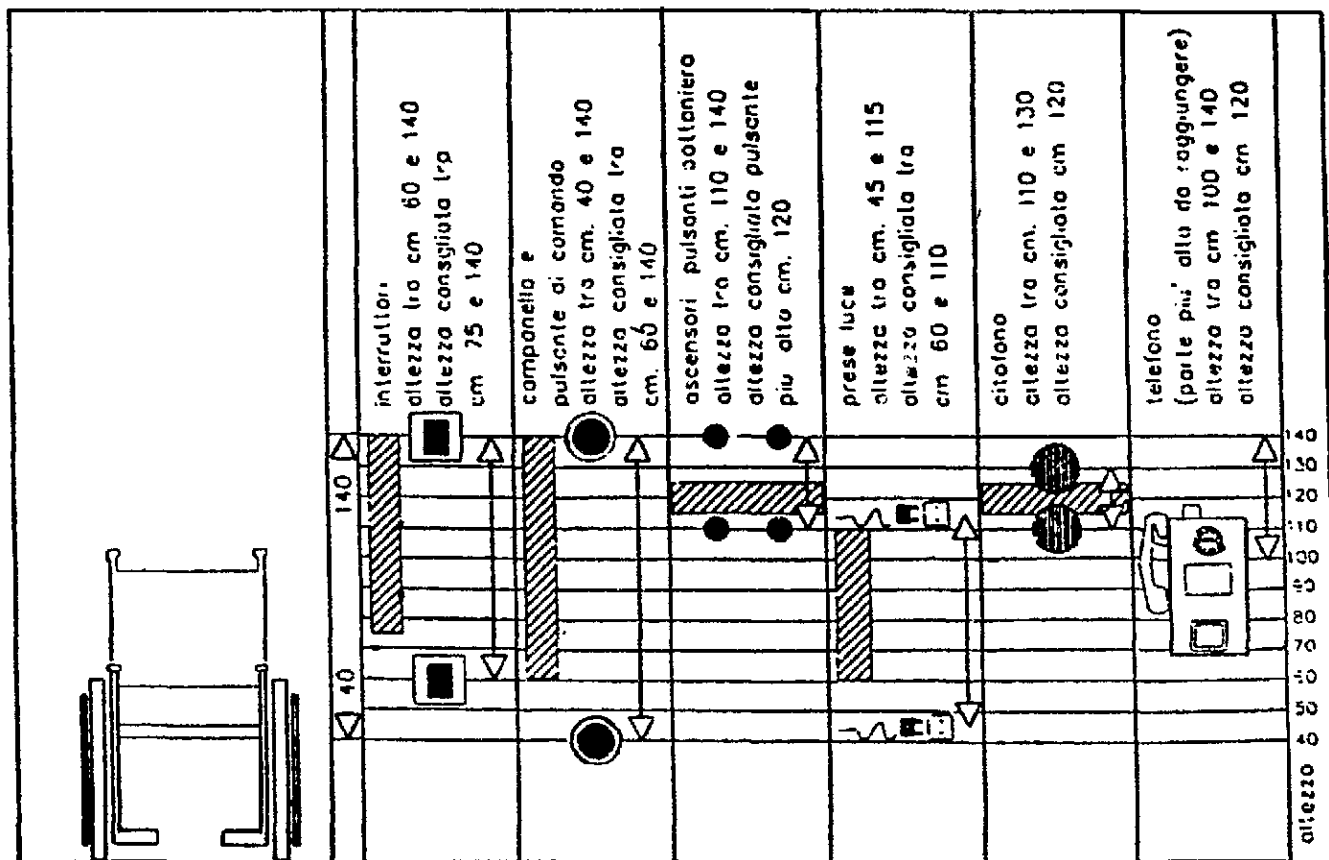 140
40
interruttori
altezza tra cm 60 e 140
altezza consigliata tra
cm 75 e 140
campanello e
pulsante di comando
altezza tra cm. 40 e 140
altezza consigliata tra
cm. 60 e 140
ascensori pulsanti bottoniera
altezza tra cm. 110 e 140
altezza consigliata pulsante
piu alto cm. 120
prese luce
altezza tra cm. 45 e 115
altezza consigliata tra
cm 60 e 110
citofono
altezza tra cm. 110 e 130
altezza consigliata cm 120
telefono
(parte piu' alta da raggiungere)
altezza tra cm 100 e 140
altezza consigliata cm 120
140
130
120
110
100
90
80
70
60
50
40
altezza